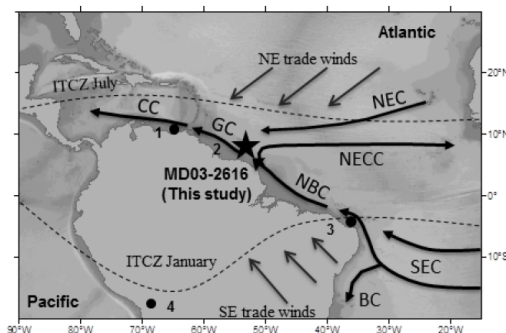 Atlantic
NE trade winds
ITCZ July
20°N
CC
NEC
GC
1
2
10°N
NECC
MD03-2616
(This study)
NBC
0°
3
ITCZ January
SEC
10°S
Pacific
4
SE trade winds
BC
90°W 80°W 70°W 60°W 50°W 40°W 30°W 20°W